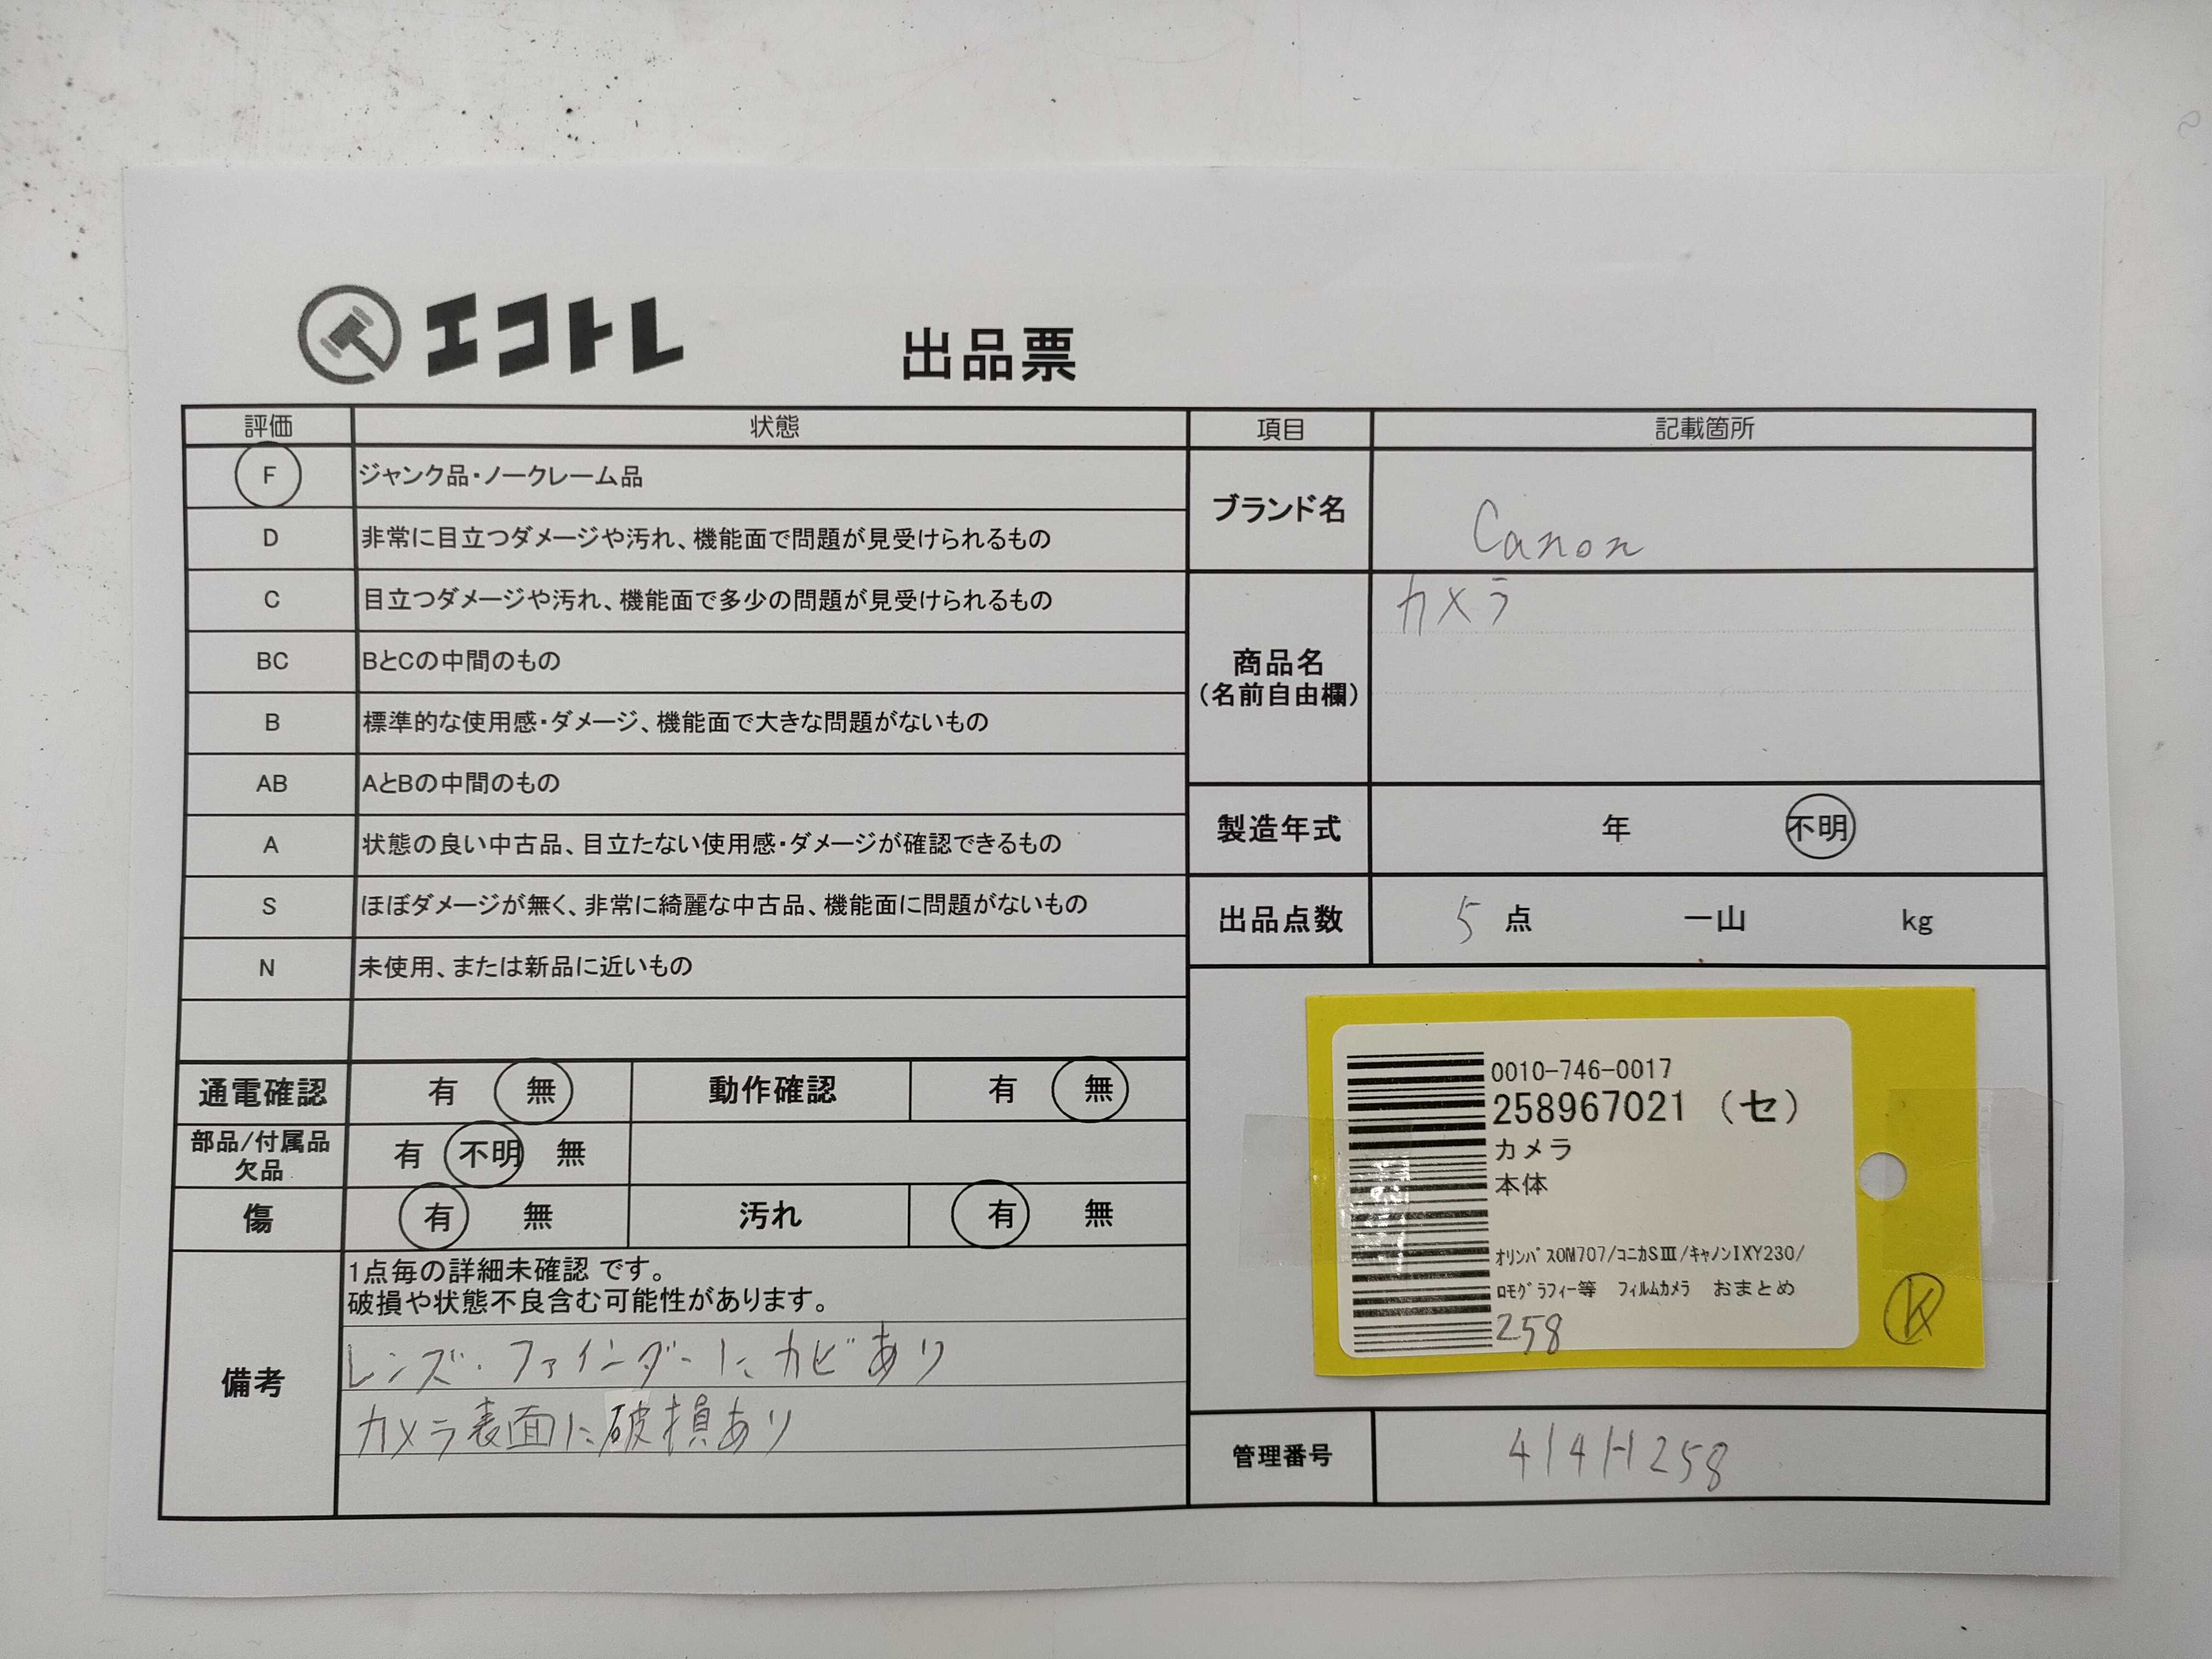 エコトレ
出品票
評価 状態
F ジャンク品・ノークレーム品
D 非常に目立つダメージや汚れ、機能面で問題が見受けられるもの
C 目立つダメージや汚れ、機能面で多少の問題が見受けられるもの
BC BとCの中間のもの
B 標準的な使用感・ダメージ、機能面で大きな問題がないもの
AB AとBの中間のもの
A 状態の良い中古品、目立たない使用感・ダメージが確認できるもの
S ほぼダメージが無く、非常に綺麗な中古品、機能面に問題がないもの
N 未使用、または新品に近いもの
通電確認 有 無 動作確認 有 無
部品/付属品
欠品
有 不明 無
傷 有 無 汚れ 有 無
備考
1点毎の詳細未確認 です。
破損や状態不良含む可能性があります。
レンズ・ファインダーにカビあり
カメラ表面に破損あり
項目 記載箇所
ブランド名 Canon
商品名
(名前自由欄)
カメラ
製造年式 年 不明
出品点数 5 点 一山 kg
0010-746-0017
258967021 (セ)
カメラ
本体
ｵﾘﾝﾊﾟｽOM707/ｺﾆｶSⅢ/ｷｬﾉﾝIXY230/
ﾛﾓｸﾞﾗﾌｨｰ等 ﾌｨﾙﾑｶﾒﾗ おまとめ
258
K
管理番号 414H258